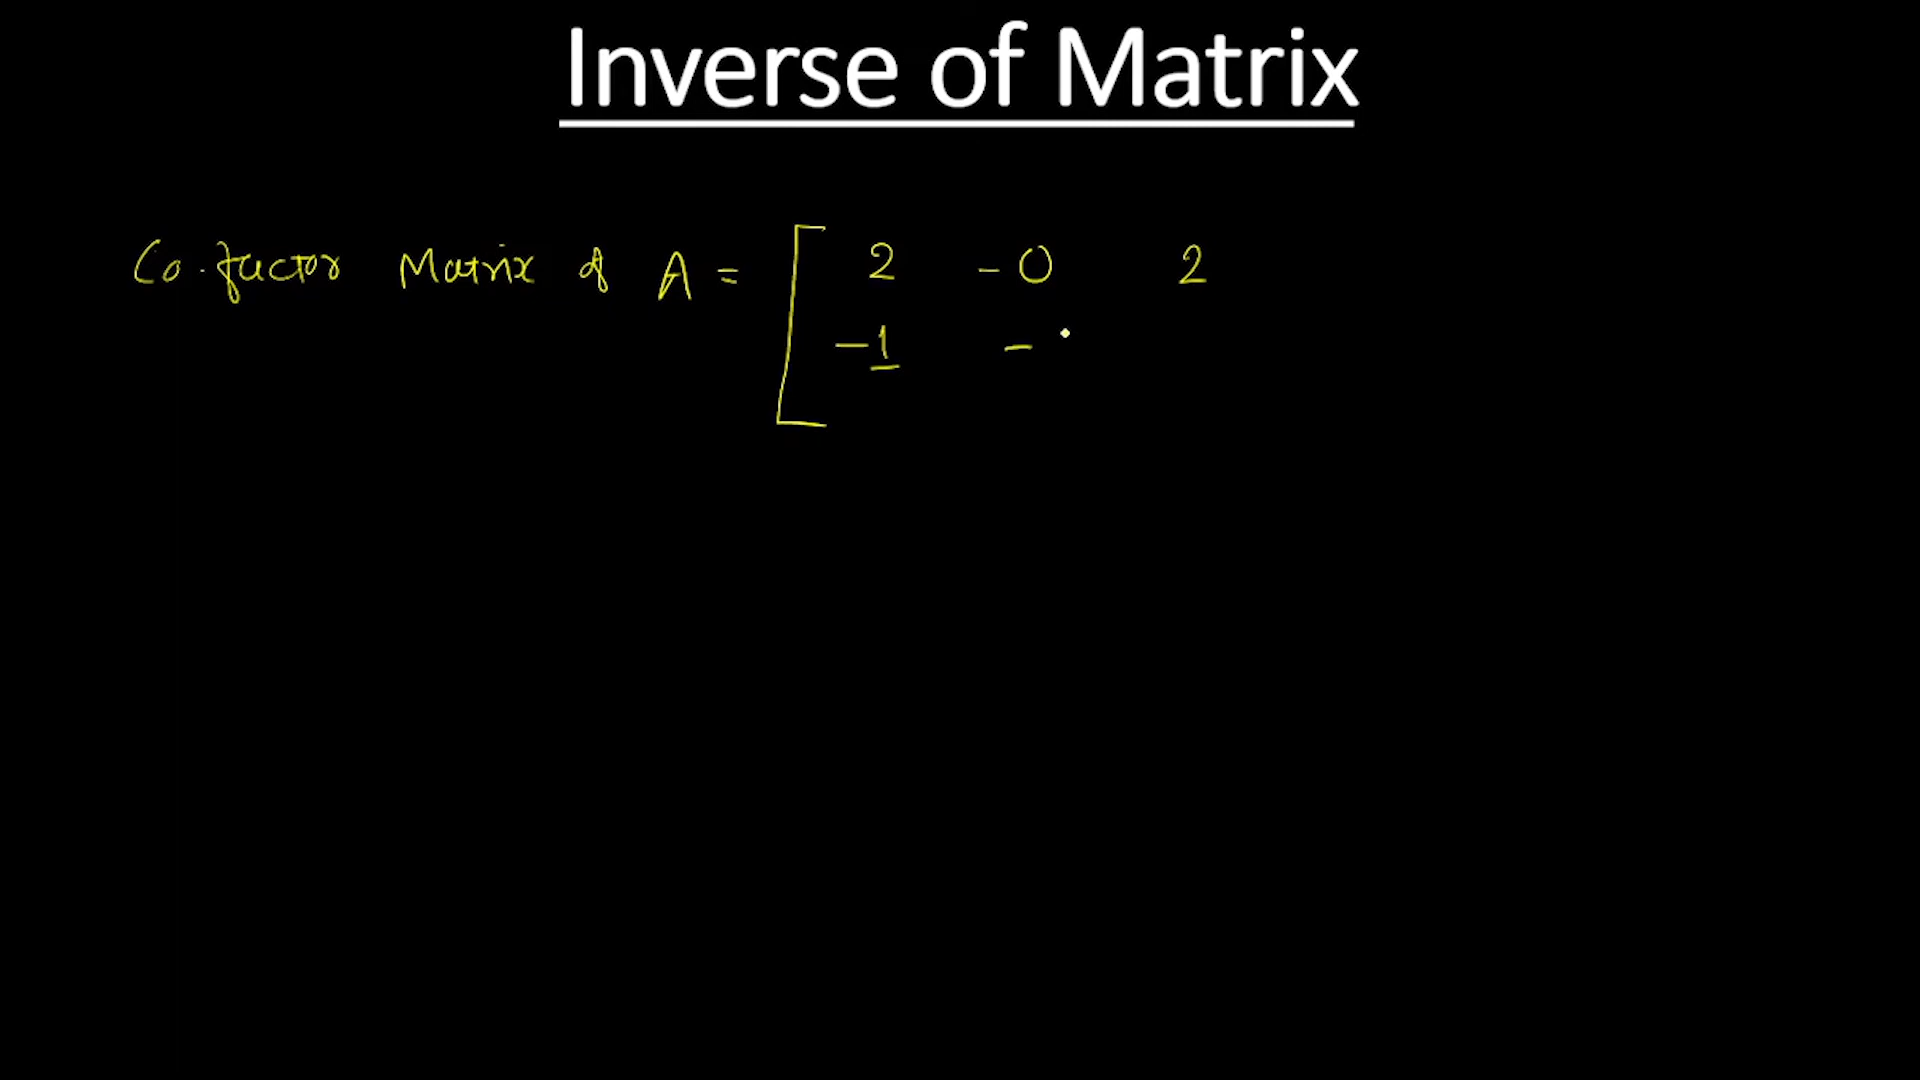 Inverse of Matrix
Co-factor Matrix of A = [ 2 -0 2
-1 -